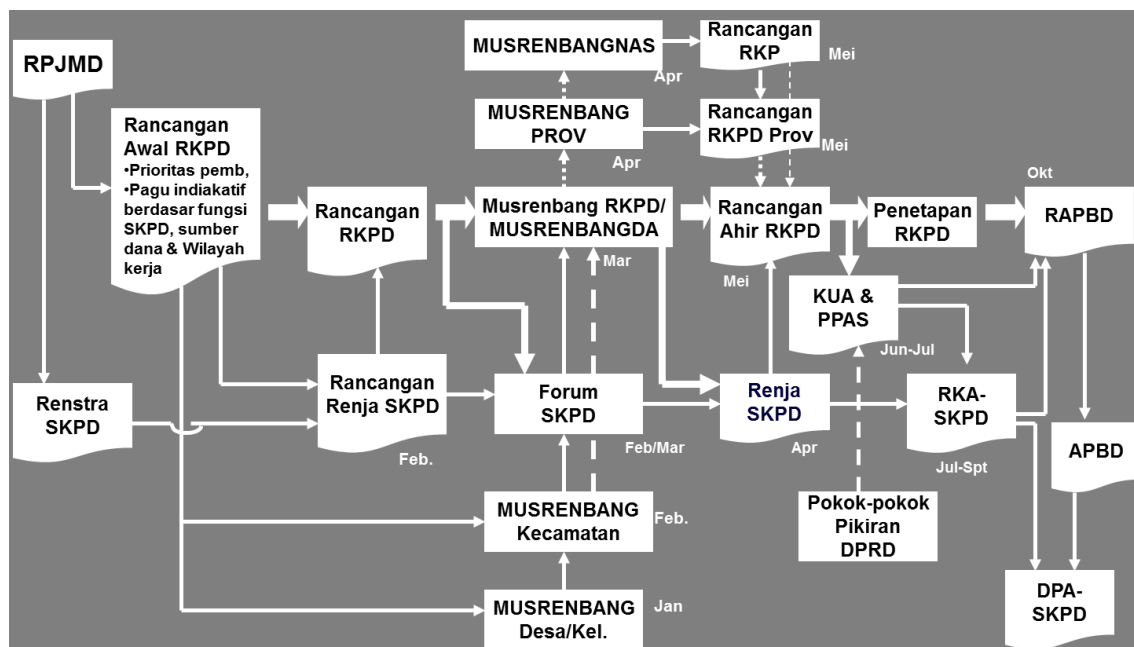 RPJMD
Rancangan
Awal RKPD
•Prioritas pemb,
•Pagu indiakatif
berdasar fungsi
SKPD, sumber
dana & Wilayah
kerja
Renstra
SKPD
Rancangan
RKPD
Rancangan
Renja SKPD
Feb.
MUSRENBANGNAS
Apr
MUSRENBANG
PROV
Apr
Musrenbang RKPD/
MUSRENBANGDA
Mar
Forum
SKPD
Feb/Mar
MUSRENBANG
Kecamatan
Feb.
MUSRENBANG
Desa/Kel.
Jan
Rancangan
RKP
Mei
Rancangan
RKPD Prov
Mei
Rancangan
Ahir RKPD
Mei
Renja
SKPD
Apr
Penetapan
RKPD
KUA &
PPAS
Jun-Jul
Pokok-pokok
Pikiran
DPRD
Okt
RAPBD
RKA-
SKPD
Jul-Spt
APBD
DPA-
SKPD